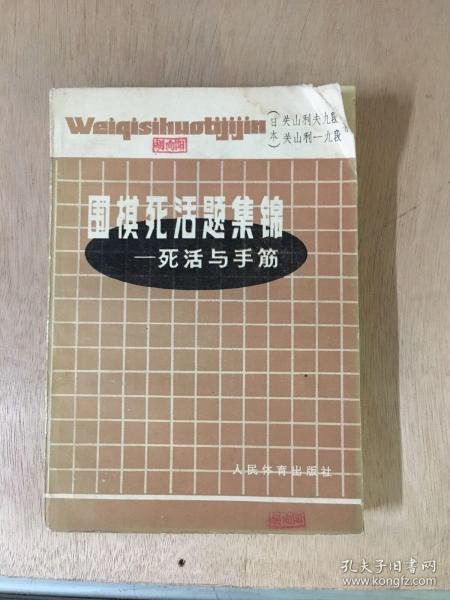 Weiqisihuotijijin
(日本) 关山利夫九段
关山利一九段
围棋死活题集锦
—死活与手筋
人民体育出版社
孔夫子旧书网
www.kongfz.com